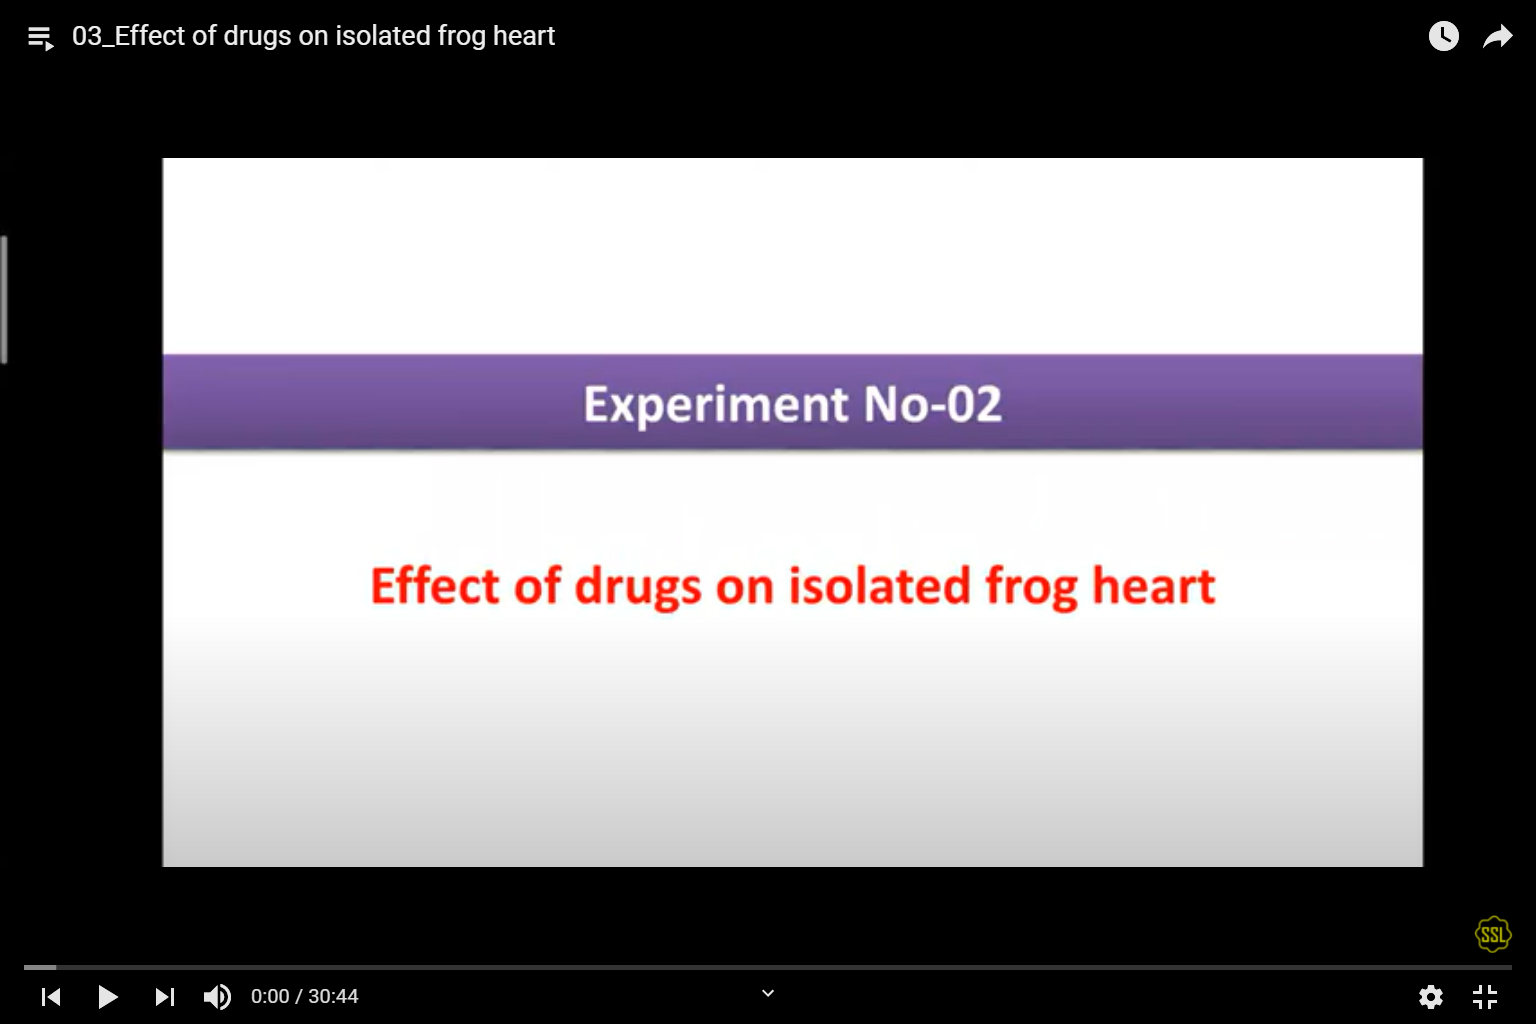 03_Effect of drugs on isolated frog heart
Experiment No-02
Effect of drugs on isolated frog heart
SSL
0:00 / 30:44